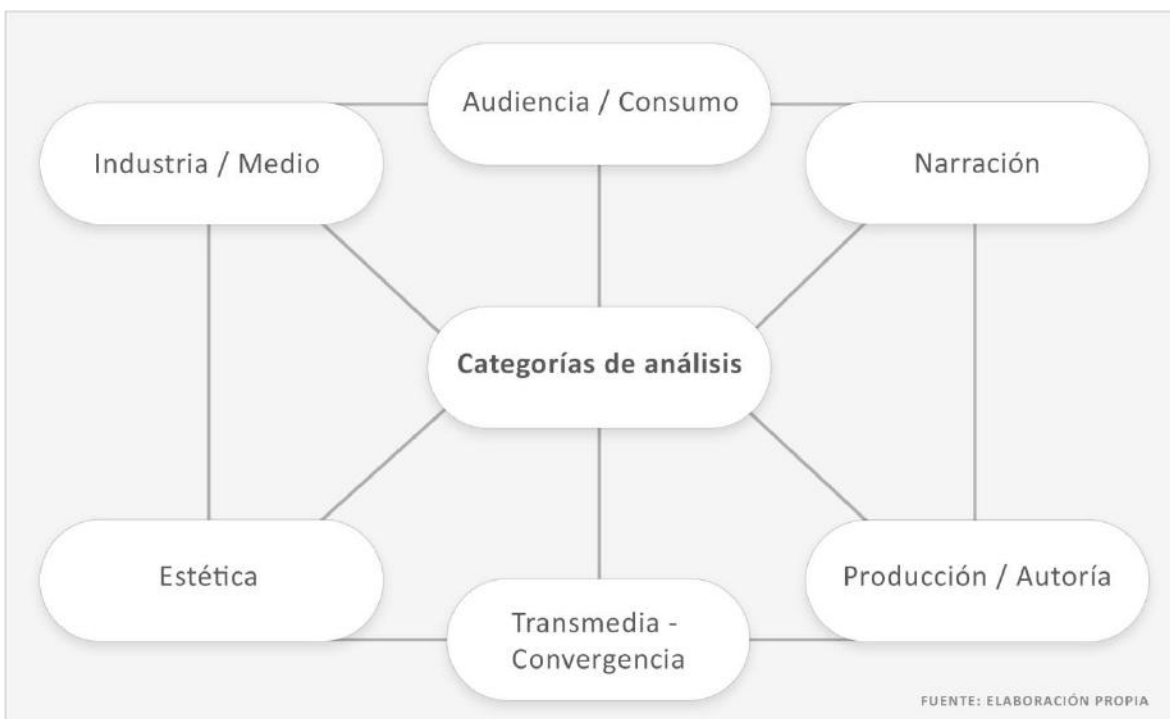 Audiencia / Consumo
Industria / Medio
Narración
Categorías de análisis
Estética
Producción / Autoría
Transmedia -
Convergencia
FUENTE: ELABORACIÓN PROPIA